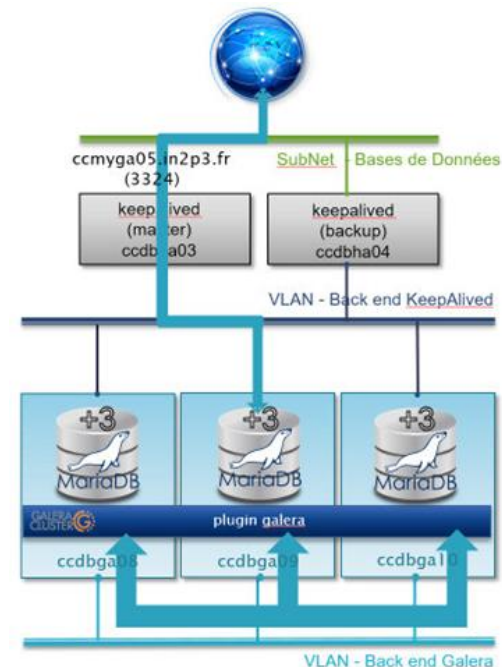 ccmyga05.in2p3.fr
(3324)
SubNet - Bases de Données
keepalived
(master)
ccdbha03
keepalived
(backup)
ccdbha04
VLAN - Back end KeepAlived
+3
+3
+3
MariaDB
MariaDB
MariaDB
GALERA
CLUSTER
plugin galera
ccdbga08
ccdbga09
ccdbga10
VLAN - Back end Galera